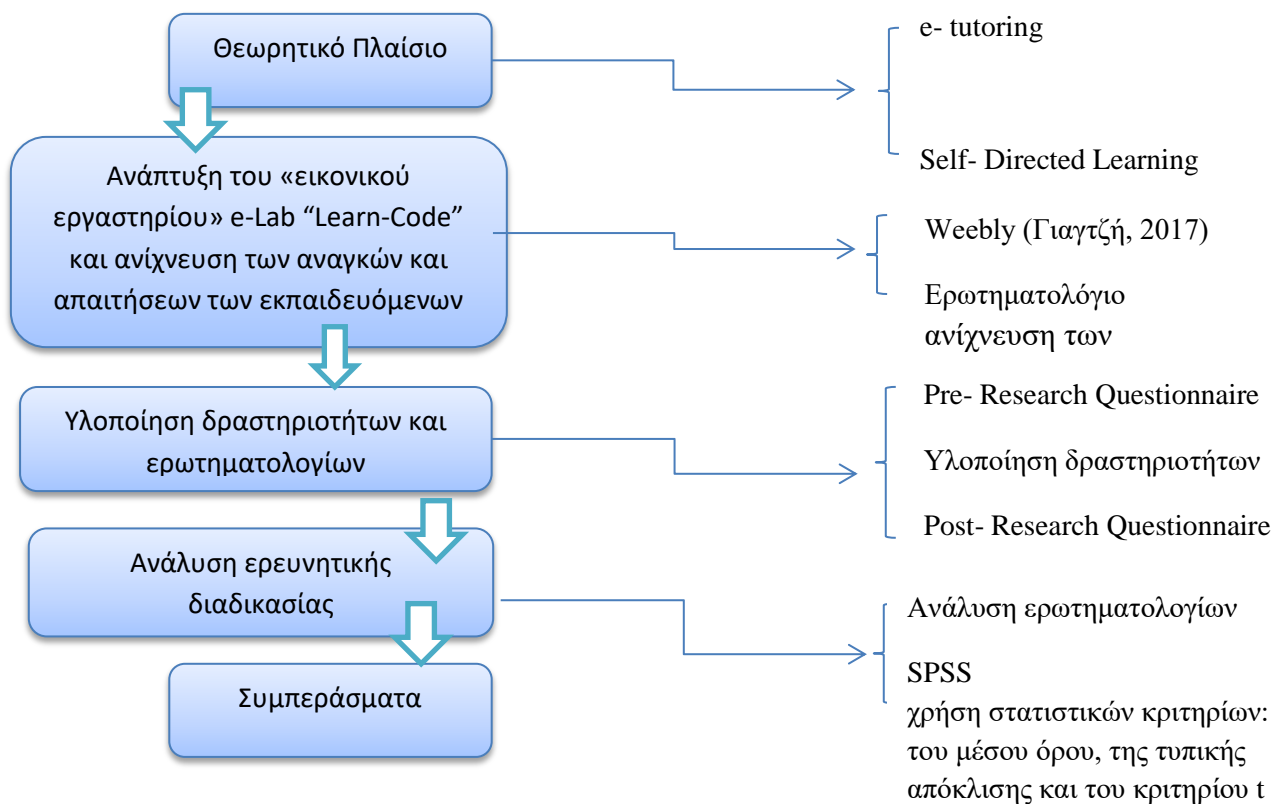 Θεωρητικό Πλαίσιο
e- tutoring
Self- Directed Learning
Ανάπτυξη του «εικονικού
εργαστηρίου» e-Lab “Learn-Code”
και ανίχνευση των αναγκών και
απαιτήσεων των εκπαιδευόμενων
Weebly (Γιαγτζή, 2017)
Ερωτηματολόγιο
ανίχνευση των
Υλοποίηση δραστηριοτήτων και
ερωτηματολογίων
Pre- Research Questionnaire
Υλοποίηση δραστηριοτήτων
Post- Research Questionnaire
Ανάλυση ερευνητικής
διαδικασίας
Ανάλυση ερωτηματολογίων
SPSS
χρήση στατιστικών κριτηρίων:
του μέσου όρου, της τυπικής
απόκλισης και του κριτηρίου t
Συμπεράσματα